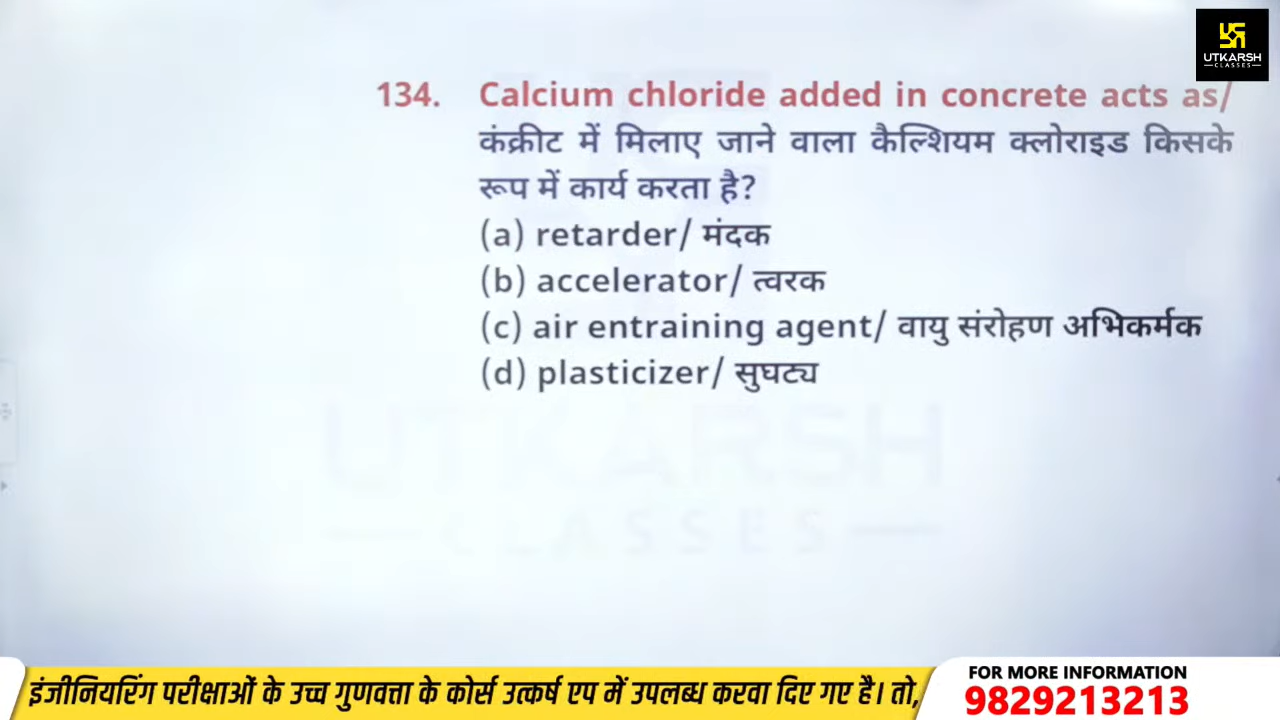 UTKARSH
CLASSES
134. Calcium chloride added in concrete acts as/
कंक्रीट में मिलाए जाने वाला कैल्शियम क्लोराइड किसके
रूप में कार्य करता है?
(a) retarder/ मंदक
(b) accelerator/ त्वरक
(c) air entraining agent/ वायु संरोहण अभिकर्मक
(d) plasticizer/ सुघट्य
UTKARSH
CLASSES
इंजीनियरिंग परीक्षाओं के उच्च गुणवत्ता के कोर्स उत्कर्ष एप में उपलब्ध करवा दिए गए है। तो,
FOR MORE INFORMATION
9829213213